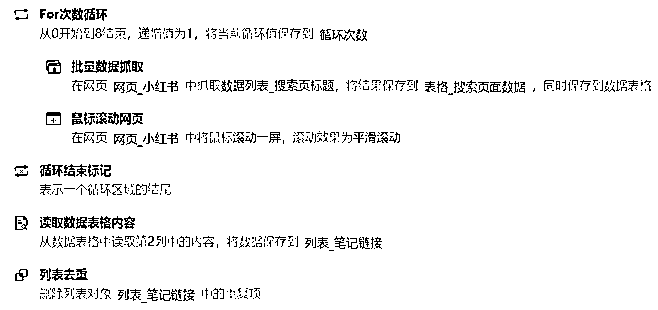 For次数循环
从0开始到8结束，递增值为1，将当前循环值保存到 循环次数
批量数据抓取
在网页 网页_小红书 中抓取数据列表_搜索页标题，将结果保存到 表格_搜索页面数据 ，同时保存到数据表格
鼠标滚动网页
在网页 网页_小红书 中将鼠标滚动一屏，滚动效果为平滑滚动
循环结束标记
表示一个循环区域的结尾
读取数据表格内容
从数据表格中读取第2列中的内容，将数据保存到 列表_笔记链接
列表去重
删除列表对象 列表_笔记链接 中的重复项